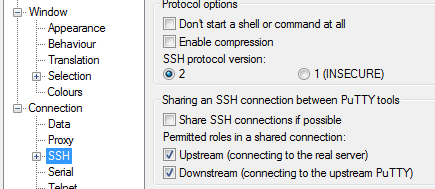 Window
Appearance
Behaviour
Translation
Selection
Colours
Connection
Data
Proxy
SSH
Serial
Telnet
Protocol options
Don't start a shell or command at all
Enable compression
SSH protocol version:
2
1 (INSECURE)
Sharing an SSH connection between PuTTY tools
Share SSH connections if possible
Permitted roles in a shared connection:
Upstream (connecting to the real server)
Downstream (connecting to the upstream PuTTY)